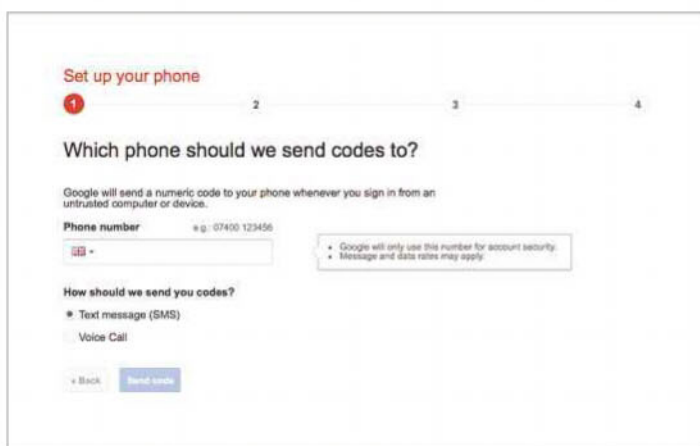 Set up your phone
1 2 3 4
Which phone should we send codes to?
Google will send a numeric code to your phone whenever you sign in from an
untrusted computer or device.
Phone number e.g.: 07400 123456
• Google will only use this number for account security.
• Message and data rates may apply.
How should we send you codes?
Text message (SMS)
Voice Call
« Back Send code